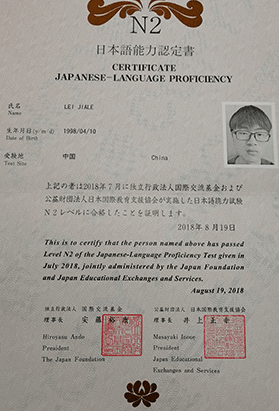 N2
日本語能力認定書
CERTIFICATE
JAPANESE-LANGUAGE PROFICIENCY
氏名
Name
LEI JIALE
生年月日(y/m/d)
Date of Birth
1998/04/10
受験地
Test Site
中国 China
上記の者は2018年7月に独立行政法人国際交流基金および
公益財団法人日本国際教育支援協会が実施した日本語能力試験
N2レベルに合格したことを証明します。
2018年8月19日
This is to certify that the person named above has passed
Level N2 of the Japanese-Language Proficiency Test given in
July 2018, jointly administered by the Japan Foundation
and Japan Educational Exchanges and Services.
August 19, 2018
独立行政法人 国際交流基金
理事長 安藤裕康
Hiroyasu Ando
President
The Japan Foundation
公益財団法人 日本国際教育支援協会
理事長 井上正幸
Masayuki Inoue
President
Japan Educational
Exchanges and Services